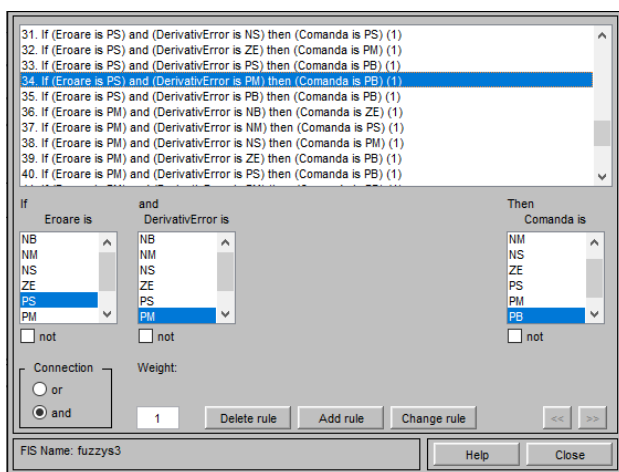 31. If (Eroare is PS) and (DerivativError is NS) then (Comanda is PS) (1)
32. If (Eroare is PS) and (DerivativError is ZE) then (Comanda is PM) (1)
33. If (Eroare is PS) and (DerivativError is PS) then (Comanda is PB) (1)
34. If (Eroare is PS) and (DerivativError is PM) then (Comanda is PB) (1)
35. If (Eroare is PS) and (DerivativError is PB) then (Comanda is PB) (1)
36. If (Eroare is PM) and (DerivativError is NB) then (Comanda is ZE) (1)
37. If (Eroare is PM) and (DerivativError is NM) then (Comanda is PS) (1)
38. If (Eroare is PM) and (DerivativError is NS) then (Comanda is PM) (1)
39. If (Eroare is PM) and (DerivativError is ZE) then (Comanda is PB) (1)
40. If (Eroare is PM) and (DerivativError is PS) then (Comanda is PB) (1)
If and Then
Eroare is DerivativError is Comanda is
NB
NM
NS
ZE
PS
PM
not
NB
NM
NS
ZE
PS
PM
not
NM
NS
ZE
PS
PM
PB
not
Connection
or
and
Weight:
1
Delete rule Add rule Change rule << >>
FIS Name: fuzzys3 Help Close